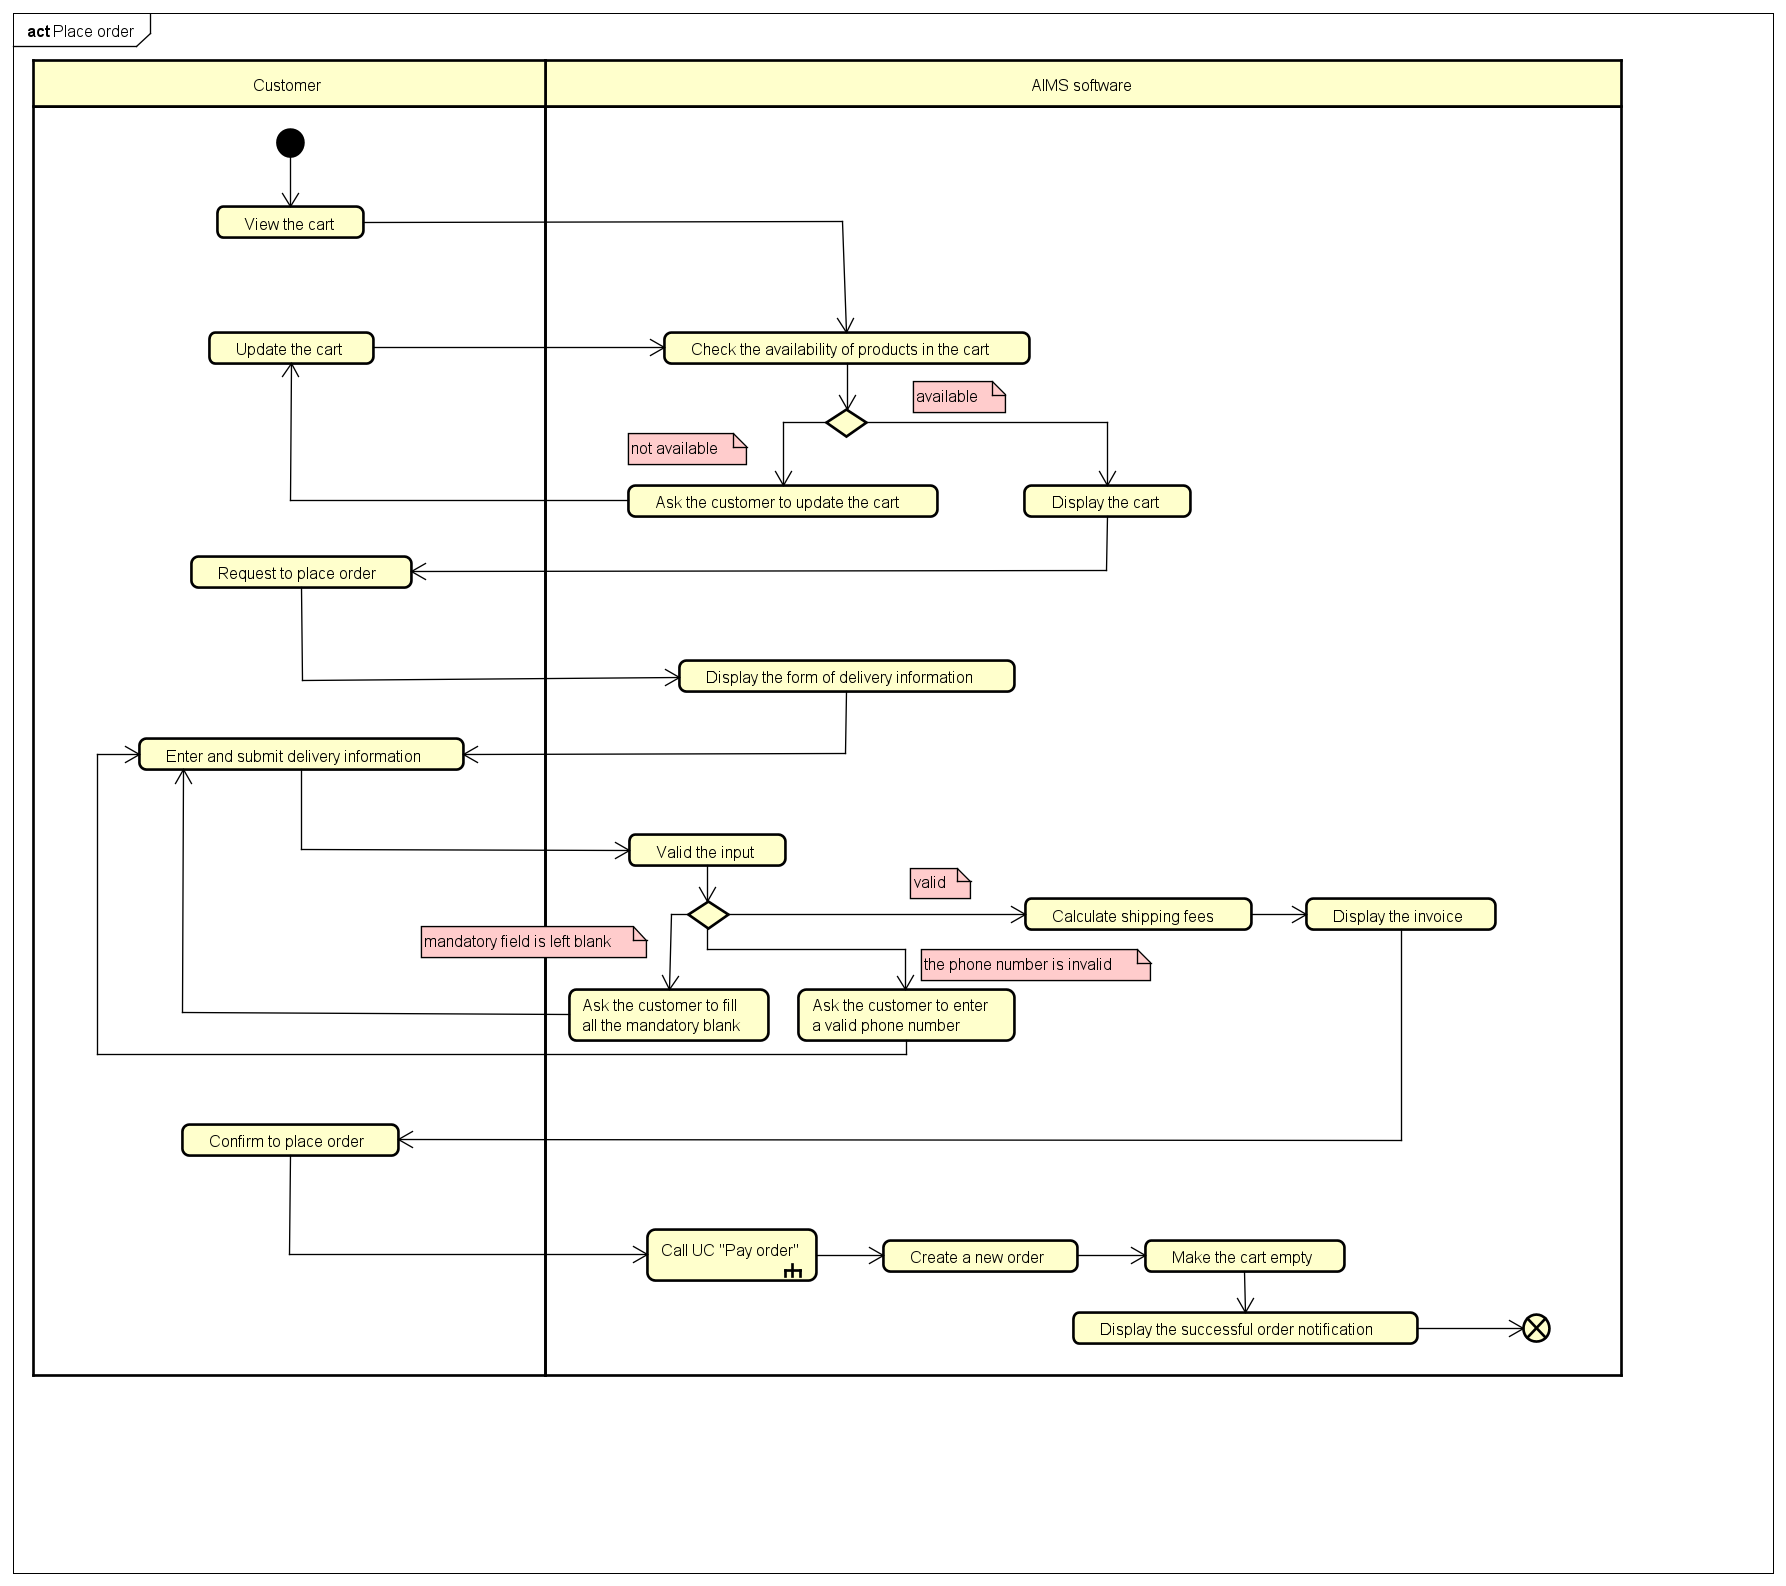 act Place order
Customer
AIMS software
View the cart
Update the cart
Check the availability of products in the cart
available
not available
Ask the customer to update the cart
Display the cart
Request to place order
Display the form of delivery information
Enter and submit delivery information
Valid the input
valid
Calculate shipping fees
Display the invoice
mandatory field is left blank
the phone number is invalid
Ask the customer to fill
all the mandatory blank
Ask the customer to enter
a valid phone number
Confirm to place order
Call UC "Pay order"
Create a new order
Make the cart empty
Display the successful order notification